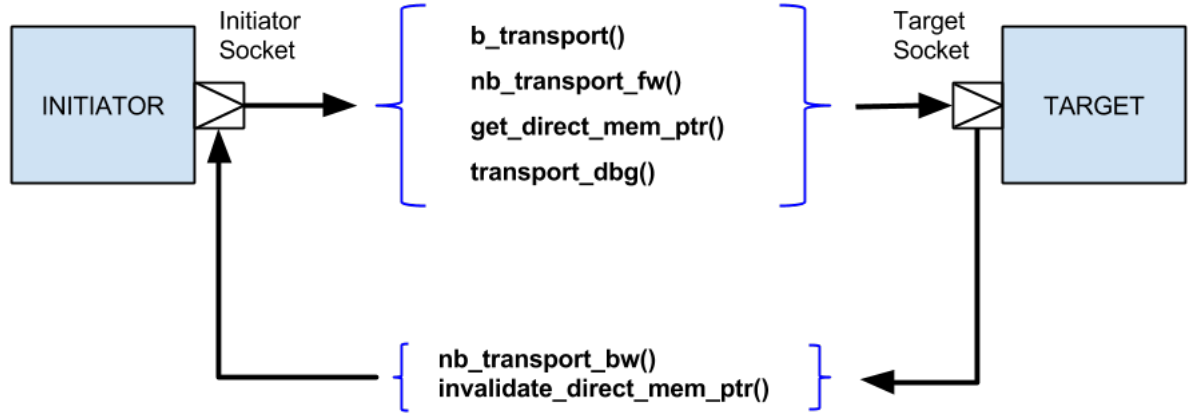 Initiator
Socket
Target
Socket
INITIATOR
TARGET
b_transport()
nb_transport_fw()
get_direct_mem_ptr()
transport_dbg()
nb_transport_bw()
invalidate_direct_mem_ptr()